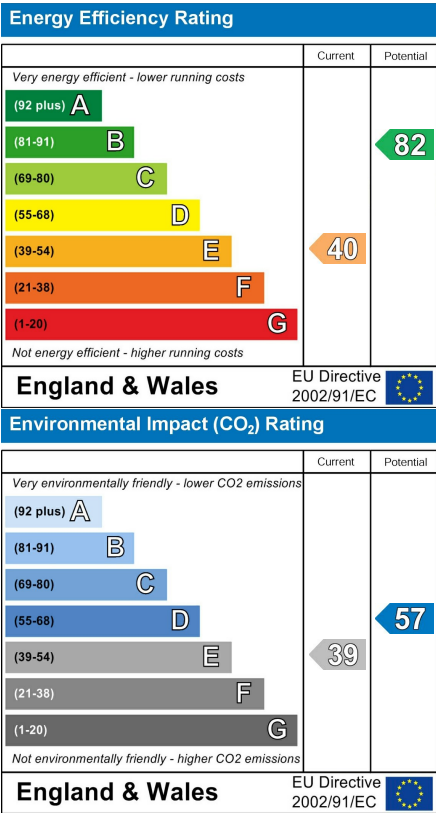 Energy Efficiency Rating
Current Potential
Very energy efficient - lower running costs
(92 plus) A
(81-91) B
82
(69-80) C
(55-68) D
(39-54) E
40
(21-38) F
(1-20) G
Not energy efficient - higher running costs
England & Wales
EU Directive
2002/91/EC
Environmental Impact (CO₂) Rating
Current Potential
Very environmentally friendly - lower CO2 emissions
(92 plus) A
(81-91) B
(69-80) C
(55-68) D
57
(39-54) E
39
(21-38) F
(1-20) G
Not environmentally friendly - higher CO2 emissions
England & Wales
EU Directive
2002/91/EC